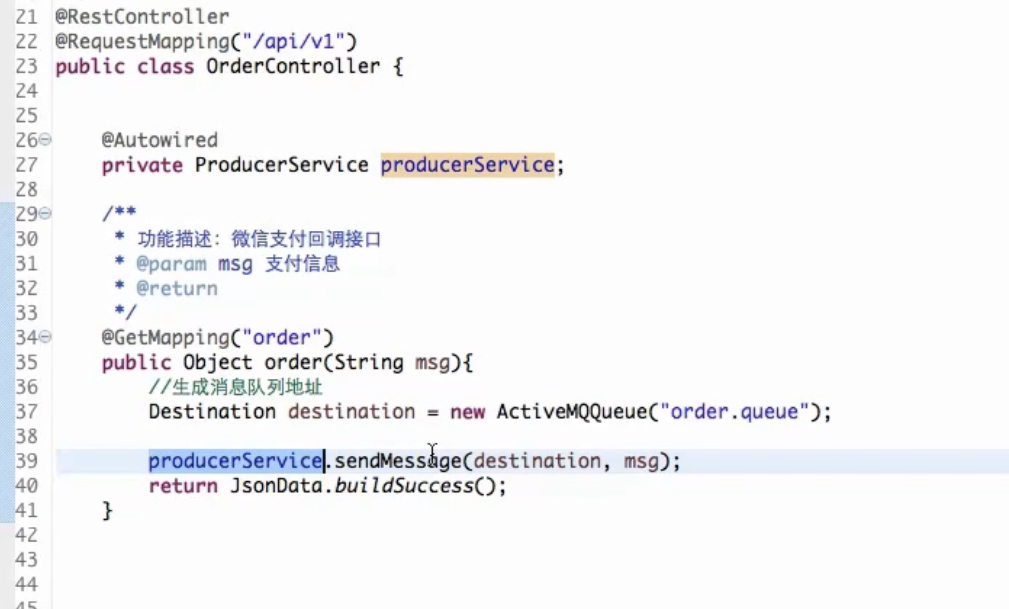 21 @RestController
22 @RequestMapping("/api/v1")
23 public class OrderController {
24
25
26 @Autowired
27 private ProducerService producerService;
28
29 /**
30 * 功能描述：微信支付回调接口
31 * @param msg 支付信息
32 * @return
33 */
34 @GetMapping("order")
35 public Object order(String msg){
36 //生成消息队列地址
37 Destination destination = new ActiveMQQueue("order.queue");
38
39 producerService.sendMessage(destination, msg);
40 return JsonData.buildSuccess();
41 }
42
43
44
45